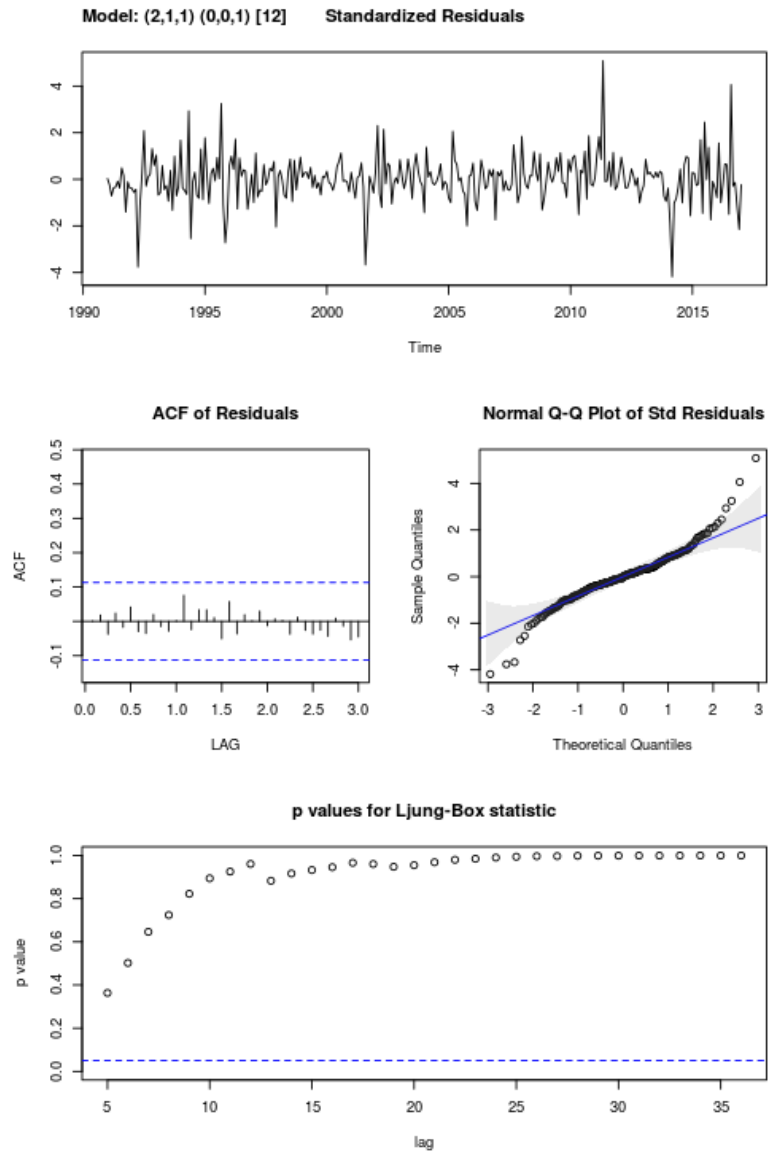 Model: (2,1,1) (0,0,1) [12] Standardized Residuals
4
2
0
-2
-4
1990 1995 2000 2005 2010 2015
Time
ACF of Residuals
ACF
0.5
0.4
0.3
0.2
0.1
-0.1
0.0 0.5 1.0 1.5 2.0 2.5 3.0
LAG
Normal Q-Q Plot of Std Residuals
Sample Quantiles
4
2
0
-2
-4
-3 -2 -1 0 1 2 3
Theoretical Quantiles
p values for Ljung-Box statistic
p value
1.0
0.8
0.6
0.4
0.2
0.0
5 10 15 20 25 30 35
lag